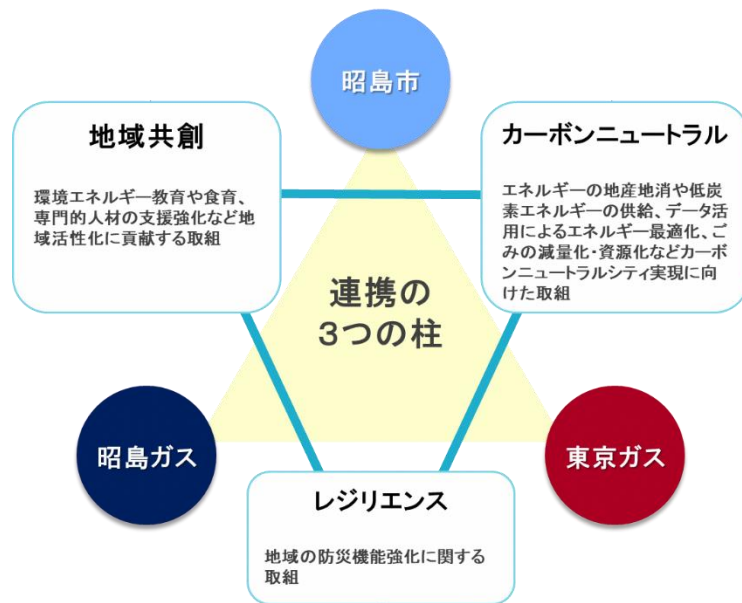 昭島市
地域共創
環境エネルギー教育や食育、
専門的人材の支援強化など地
域活性化に貢献する取組
カーボンニュートラル
エネルギーの地産地消や低炭
素エネルギーの供給、データ活
用によるエネルギー最適化、ご
みの減量化・資源化などカーボ
ンニュートラルシティ実現に向
けた取組
連携の
3つの柱
昭島ガス
東京ガス
レジリエンス
地域の防災機能強化に関する
取組